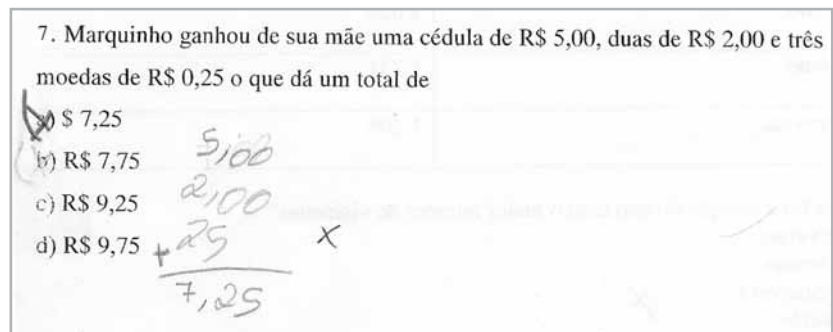 7. Marquinho ganhou de sua mãe uma cédula de R$ 5,00, duas de R$ 2,00 e três
moedas de R$ 0,25 o que dá um total de
a) $ 7,25
b) R$ 7,75
c) R$ 9,25
d) R$ 9,75
5,00
2,00
+ 25
7,25
X